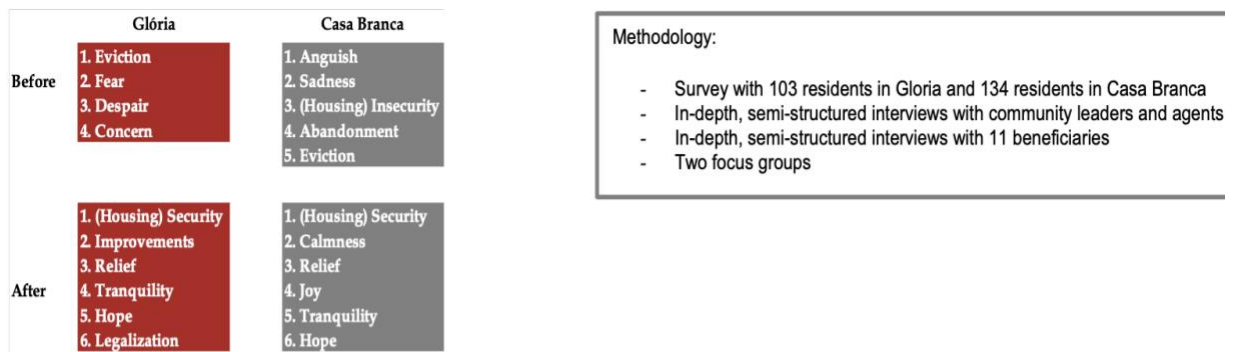 Glória Casa Branca
Before
1. Eviction
2. Fear
3. Despair
4. Concern
1. Anguish
2. Sadness
3. (Housing) Insecurity
4. Abandonment
5. Eviction
After
1. (Housing) Security
2. Improvements
3. Relief
4. Tranquility
5. Hope
6. Legalization
1. (Housing) Security
2. Calmness
3. Relief
4. Joy
5. Tranquility
6. Hope
Methodology:
- Survey with 103 residents in Gloria and 134 residents in Casa Branca
- In-depth, semi-structured interviews with community leaders and agents
- In-depth, semi-structured interviews with 11 beneficiaries
- Two focus groups